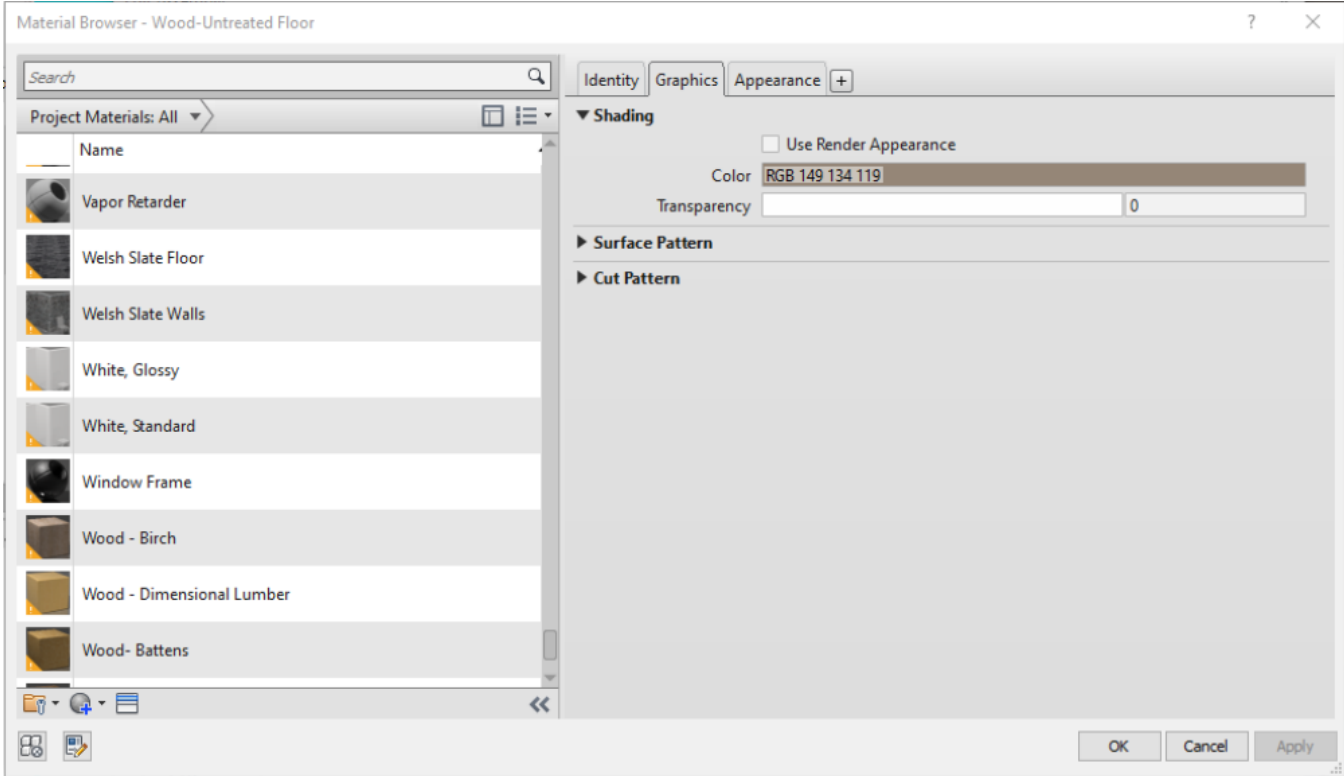 Material Browser - Wood-Untreated Floor
?
Search
Project Materials: All
Name
Vapor Retarder
Welsh Slate Floor
Welsh Slate Walls
White, Glossy
White, Standard
Window Frame
Wood - Birch
Wood - Dimensional Lumber
Wood- Battens
Identity Graphics Appearance +
Shading
Use Render Appearance
Color RGB 149 134 119
Transparency 0
Surface Pattern
Cut Pattern
OK Cancel Apply